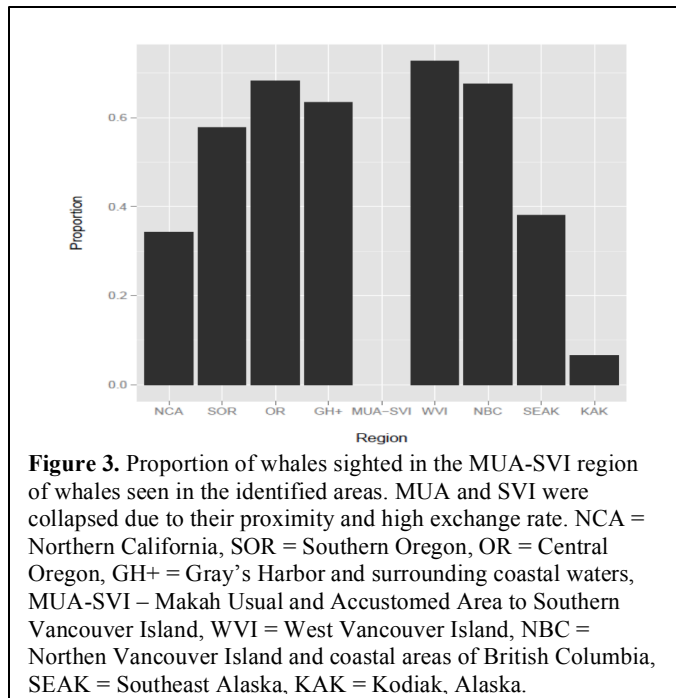 0.6
0.4
0.2
0.0
Proportion
NCA SOR OR GH+ MUA-SVI WVI NBC SEAK KAK
Region
Figure 3. Proportion of whales sighted in the MUA-SVI region
of whales seen in the identified areas. MUA and SVI were
collapsed due to their proximity and high exchange rate. NCA =
Northern California, SOR = Southern Oregon, OR = Central
Oregon, GH+ = Gray’s Harbor and surrounding coastal waters,
MUA-SVI – Makah Usual and Accustomed Area to Southern
Vancouver Island, WVI = West Vancouver Island, NBC =
Northen Vancouver Island and coastal areas of British Columbia,
SEAK = Southeast Alaska, KAK = Kodiak, Alaska.